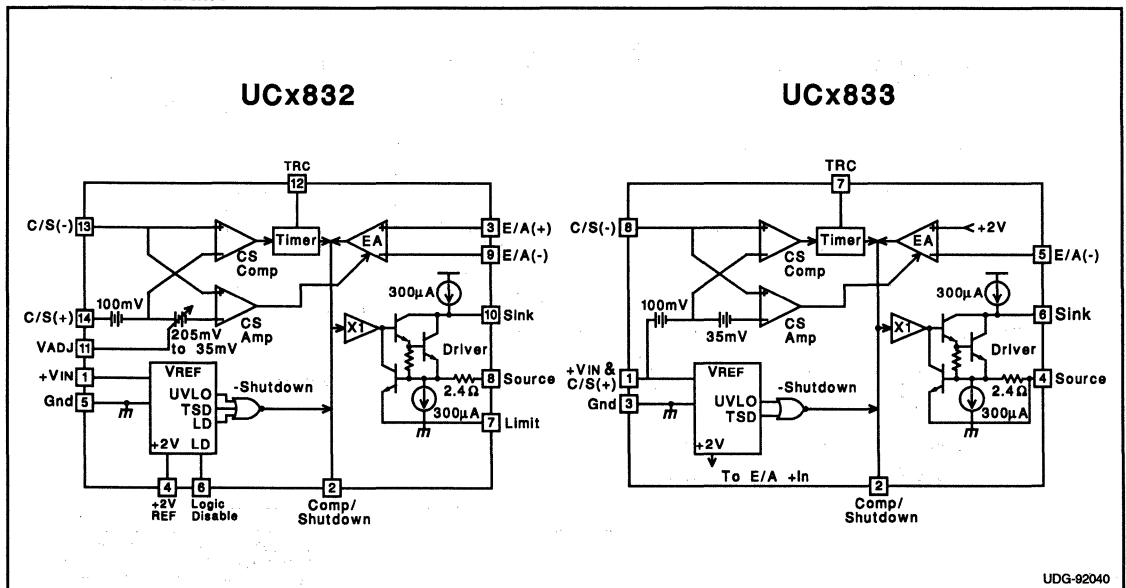 UCx832
UCx833
TRC
12
C/S(-) 13
CS Comp
Timer
EA
3 E/A(+)
9 E/A(-)
100mV
C/S(+) 14
205mV to 35mV
VADJ 11
CS Amp
300µA
10 Sink
X1
Driver
+VIN 1
VREF
UVLO
TSD
LD
-Shutdown
Gnd 5
2.4Ω
8 Source
300µA
7 Limit
+2V LD
4 6 2
+2V REF
Logic Disable
Comp/ Shutdown
TRC
7
C/S(-) 8
CS Comp
Timer
EA
+2V
5 E/A(-)
100mV
35mV
CS Amp
300µA
6 Sink
X1
Driver
+VIN & C/S(+) 1
VREF
UVLO
TSD
-Shutdown
Gnd 3
2.4Ω
4 Source
300µA
+2V
To E/A +In
2
Comp/ Shutdown
UDG-92040